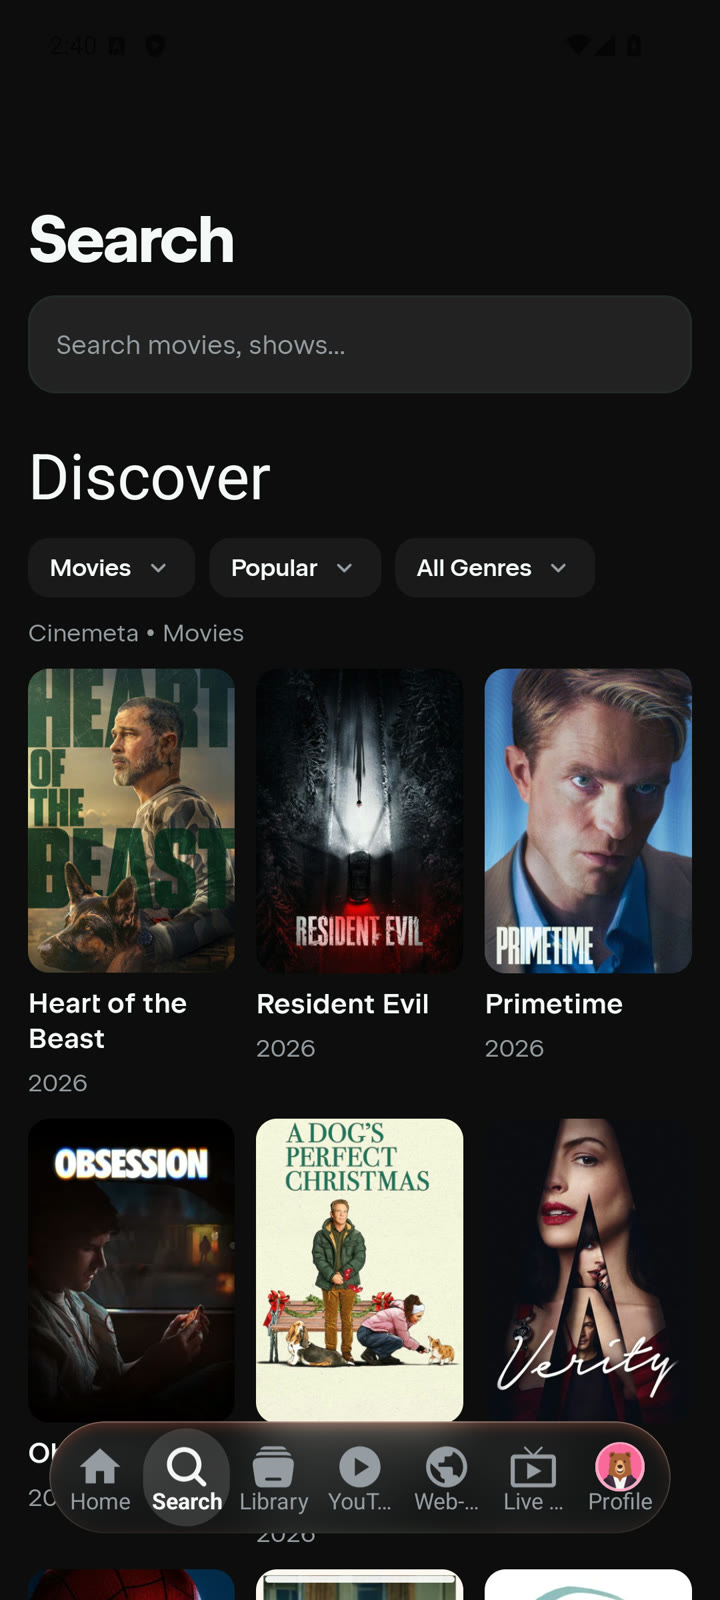 2:40
Search
Search movies, shows...
Discover
Movies
Popular
All Genres
Cinemeta • Movies
HEART
OF
THE
BEAST
RESIDENT EVIL
PRIMETIME
Heart of the
Beast
2026
Resident Evil
2026
Primetime
2026
OBSESSION
A DOG'S
PERFECT
CHRISTMAS
Verity
Home
Search
Library
YouT...
Web-...
Live ...
Profile
2026